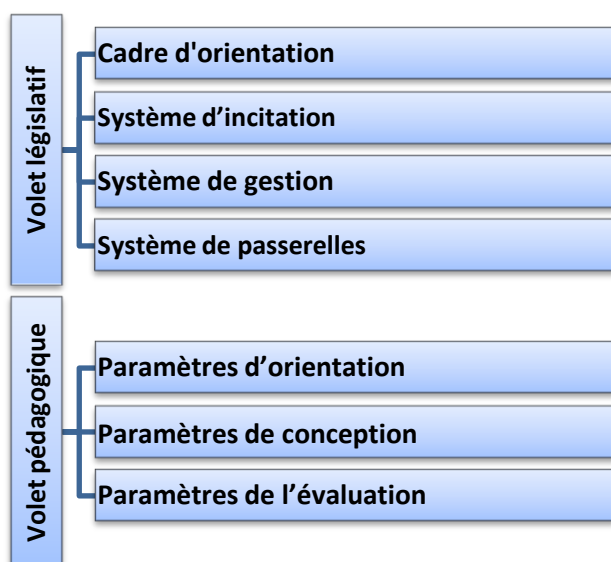 Volet législatif
Cadre d'orientation
Système d’incitation
Système de gestion
Système de passerelles
Volet pédagogique
Paramètres d’orientation
Paramètres de conception
Paramètres de l’évaluation